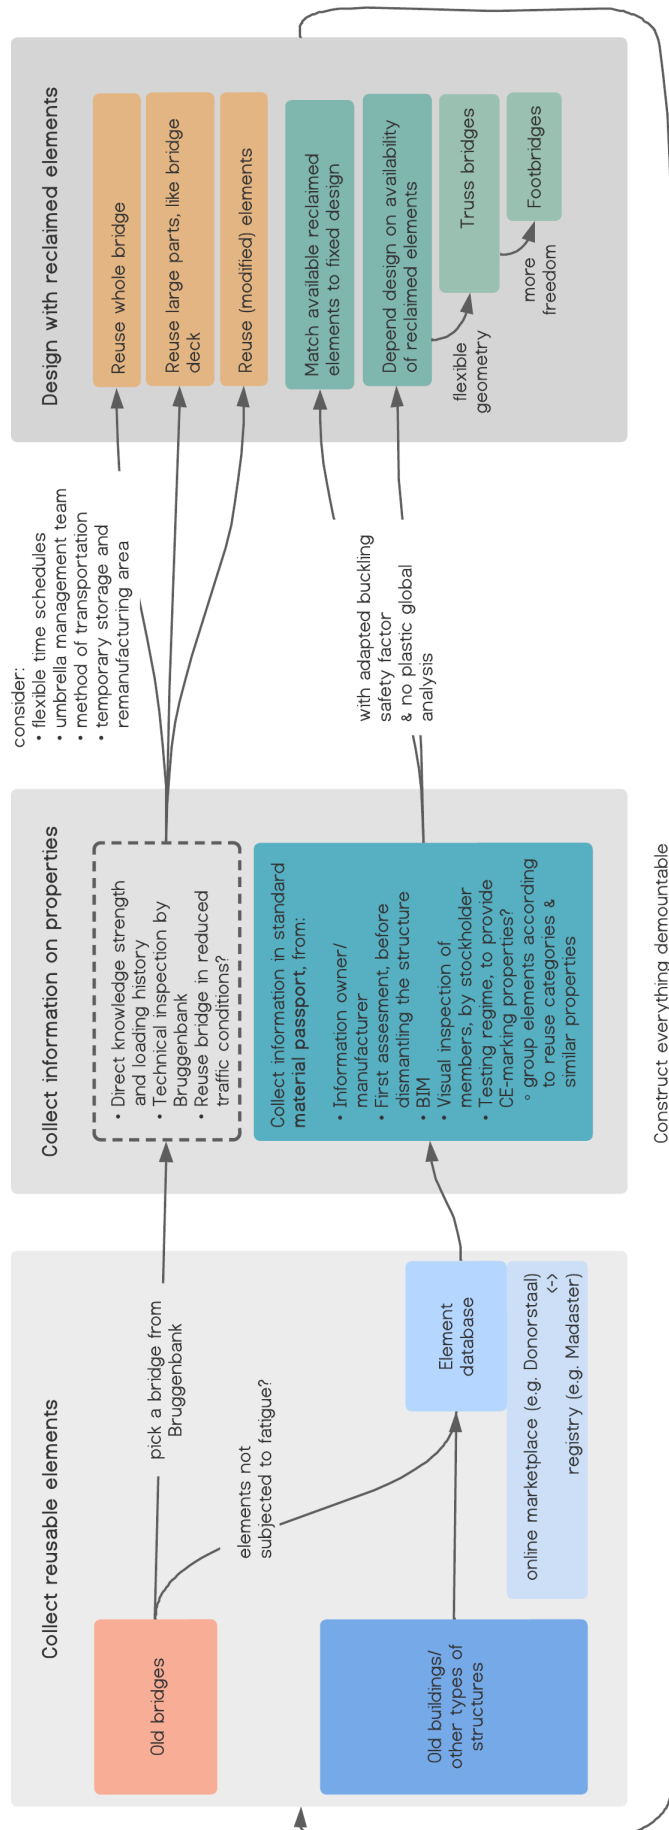 Collect reusable elements
Old bridges
pick a bridge from
Bruggenbank
elements not
subjected to fatigue?
Old buildings/
other types of
structures
Element
database
online marketplace (e.g. Donorstaal)
<->
registry (e.g. Madaster)
Collect information on properties
• Direct knowledge strength
and loading history
• Technical inspection by
Bruggenbank
• Reuse bridge in reduced
traffic conditions?
Collect information in standard
material passport, from:
• Information owner/
manufacturer
• First assesment, before
dismantling the structure
• BIM
• Visual inspection of
members, by stockholder
• Testing regime, to provide
CE-marking properties?
◦ group elements according
to reuse categories &
similar properties
consider:
• flexible time schedules
• umbrella management team
• method of transportation
• temporary storage and
remanufacturing area
with adapted buckling
safety factor
& no plastic global
analysis
Design with reclaimed elements
Reuse whole bridge
Reuse large parts, like bridge
deck
Reuse (modified) elements
Match available reclaimed
elements to fixed design
Depend design on availability
of reclaimed elements
flexible
geometry
Truss bridges
more
freedom
Footbridges
Construct everything demountable